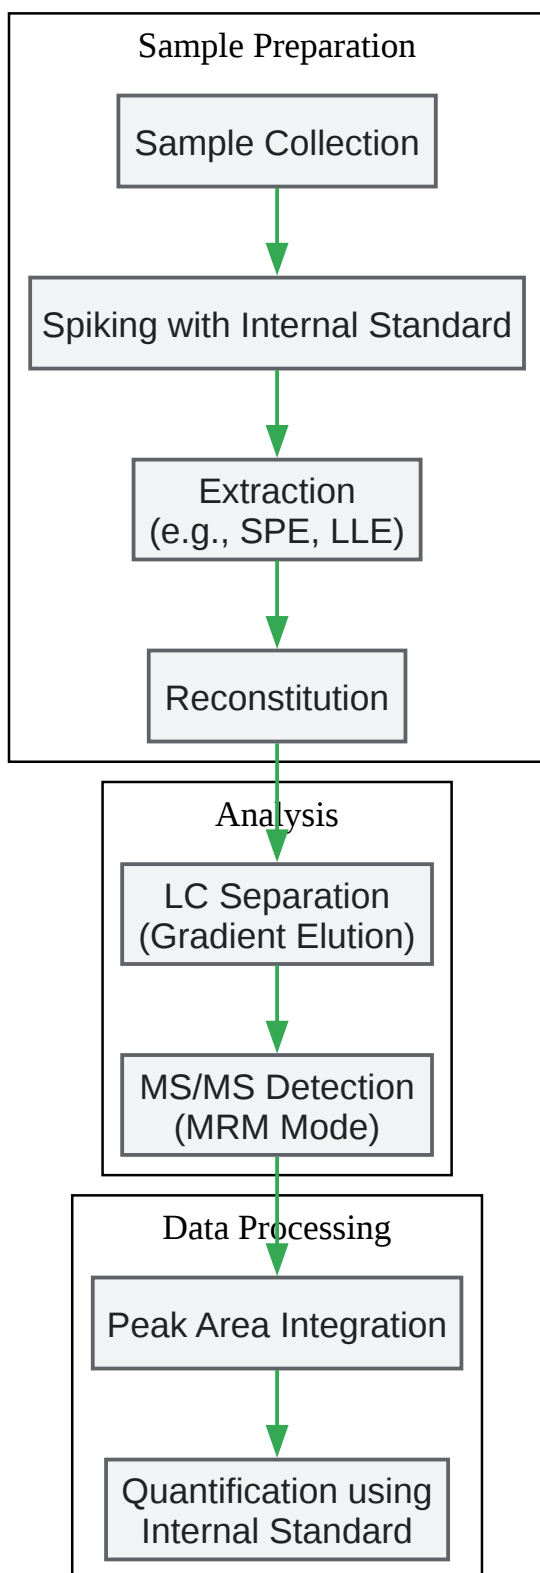 Sample Preparation
Sample Collection
Spiking with Internal Standard
Extraction
(e.g., SPE, LLE)
Reconstitution
Analysis
LC Separation
(Gradient Elution)
MS/MS Detection
(MRM Mode)
Data Processing
Peak Area Integration
Quantification using
Internal Standard